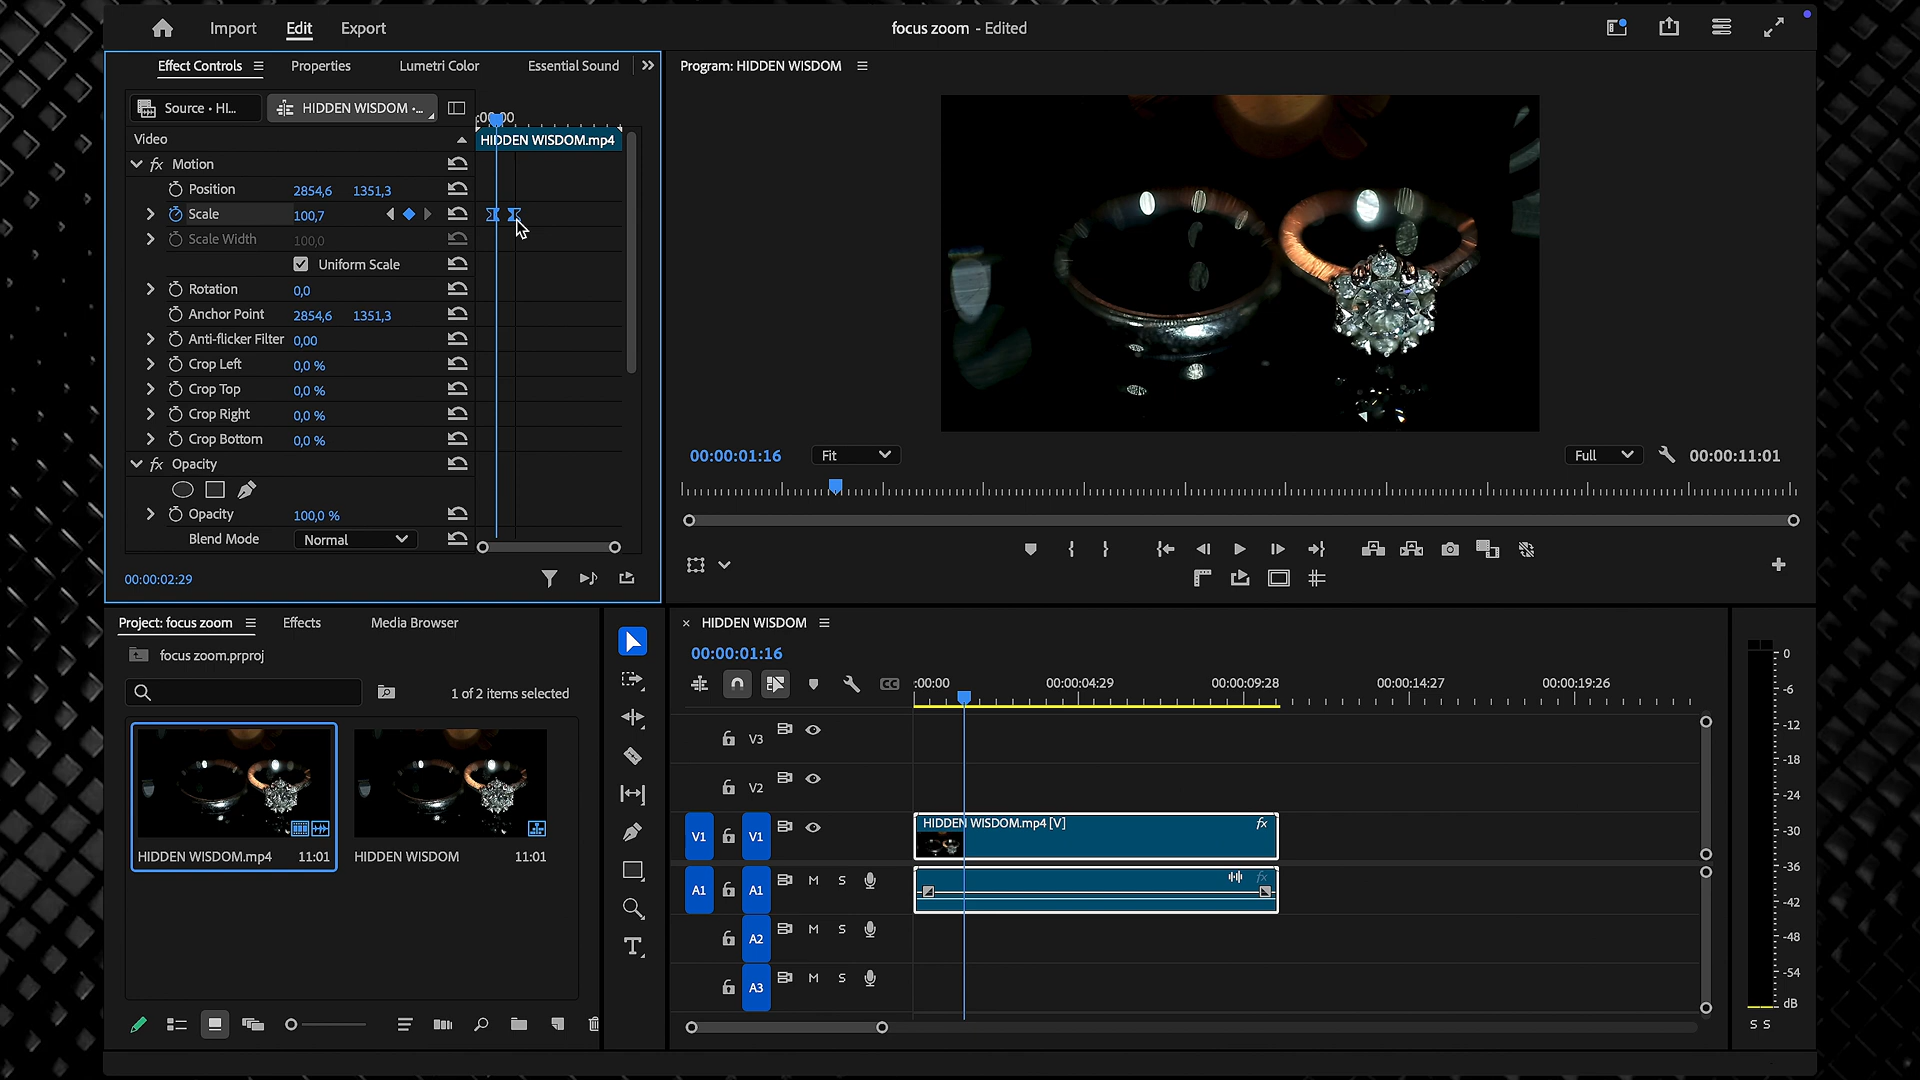 Import Edit Export
focus zoom - Edited
Effect Controls Properties Lumetri Color Essential Sound
Program: HIDDEN WISDOM
Source • HI... HIDDEN WISDOM •...
:00:00
Video
HIDDEN WISDOM.mp4
fx Motion
Position 2854,6 1351,3
Scale 100,7
Scale Width 100,0
Uniform Scale
Rotation 0,0
Anchor Point 2854,6 1351,3
Anti-flicker Filter 0,00
Crop Left 0,0 %
Crop Top 0,0 %
Crop Right 0,0 %
Crop Bottom 0,0 %
fx Opacity
Opacity 100,0 %
Blend Mode Normal
00:00:02:29
00:00:01:16 Fit Full 00:00:11:01
Project: focus zoom Effects Media Browser
focus zoom.prproj
1 of 2 items selected
HIDDEN WISDOM.mp4 11:01
HIDDEN WISDOM 11:01
× HIDDEN WISDOM
00:00:01:16
CC
:00:00 00:00:04:29 00:00:09:28 00:00:14:27 00:00:19:26
V3
V2
V1 V1
HIDDEN WISDOM.mp4 [V] fx
A1 A1 M S fx
A2 M S
A3 M S
0
-6
-12
-18
-24
-30
-36
-42
-48
-54
dB
S S